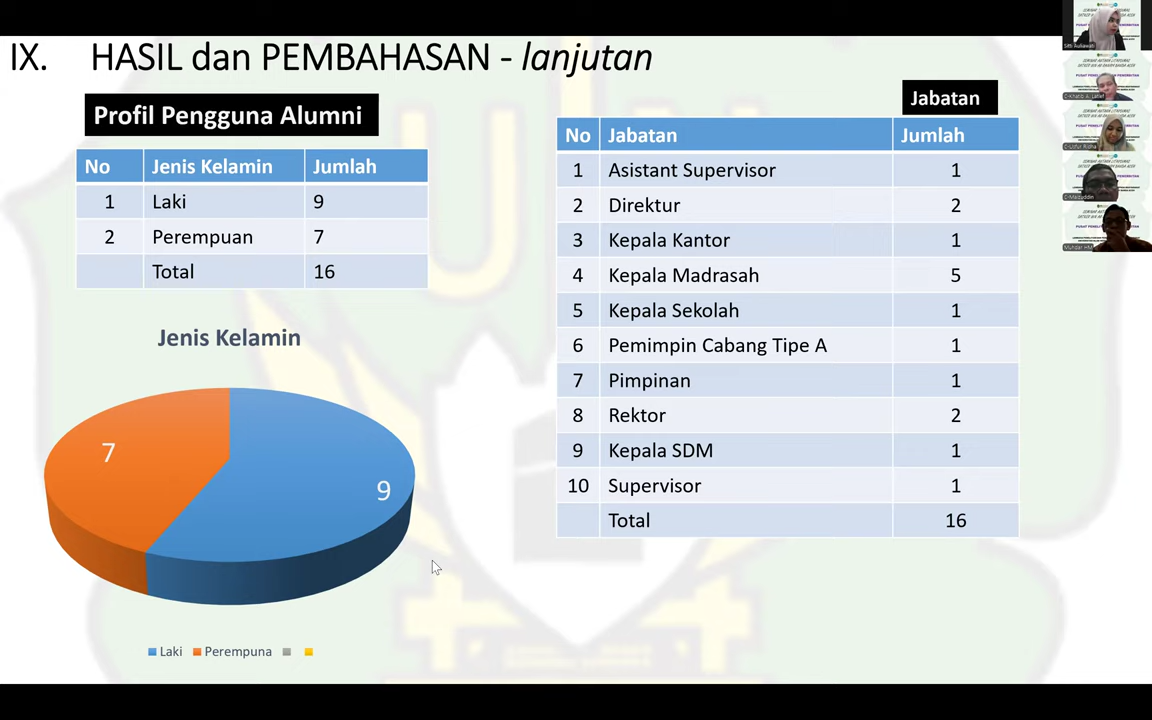 IX. HASIL dan PEMBAHASAN - lanjutan
Profil Pengguna Alumni
No Jenis Kelamin Jumlah
1 Laki 9
2 Perempuan 7
Total 16
Jenis Kelamin
7
9
Laki Perempuna
Jabatan
No Jabatan Jumlah
1 Asistant Supervisor 1
2 Direktur 2
3 Kepala Kantor 1
4 Kepala Madrasah 5
5 Kepala Sekolah 1
6 Pemimpin Cabang Tipe A 1
7 Pimpinan 1
8 Rektor 2
9 Kepala SDM 1
10 Supervisor 1
Total 16